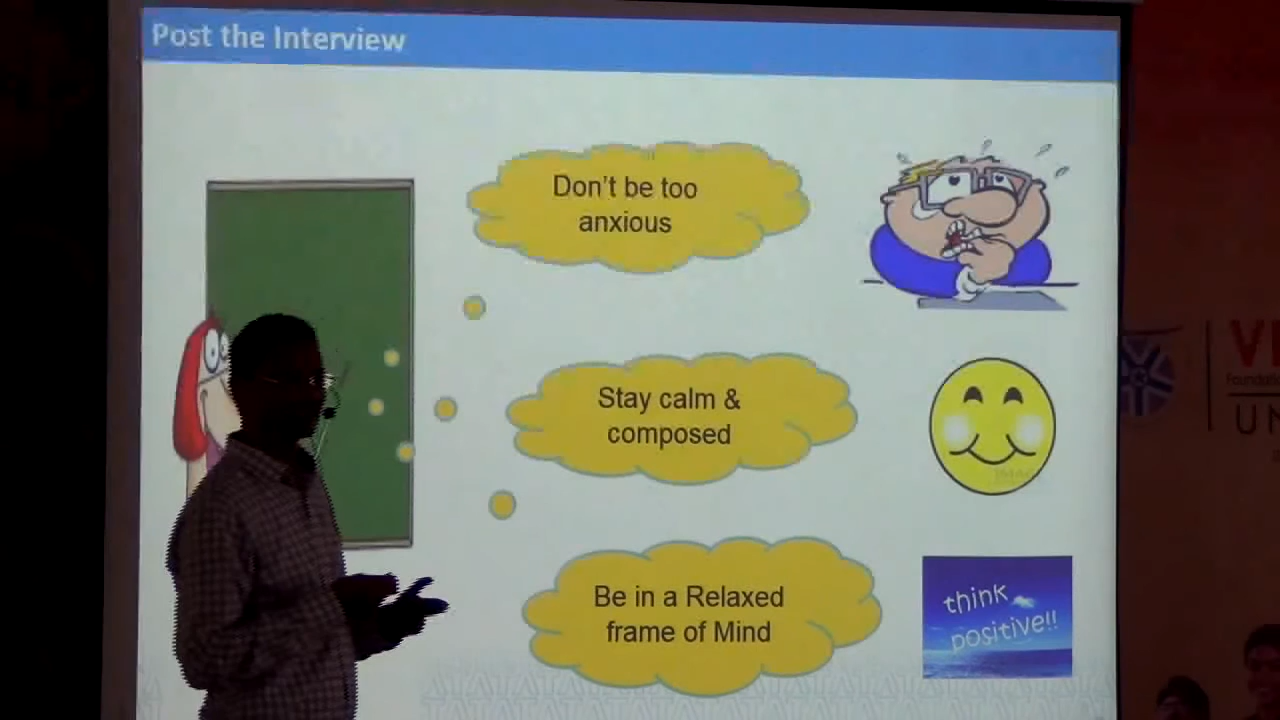 Post the Interview
Don't be too
anxious
Stay calm &
composed
Be in a Relaxed
frame of Mind
think
positive!!